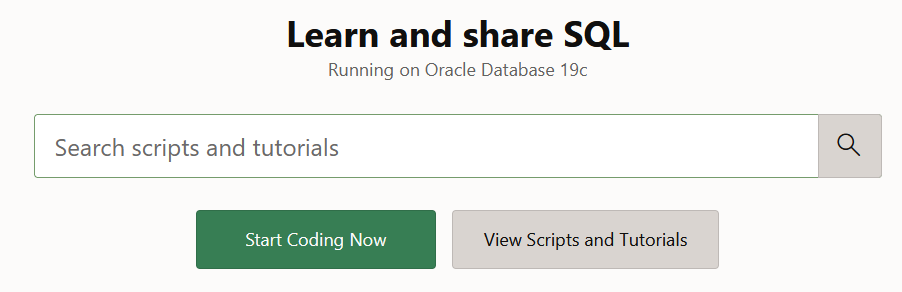 Learn and share SQL
Running on Oracle Database 19c
Search scripts and tutorials
Start Coding Now
View Scripts and Tutorials